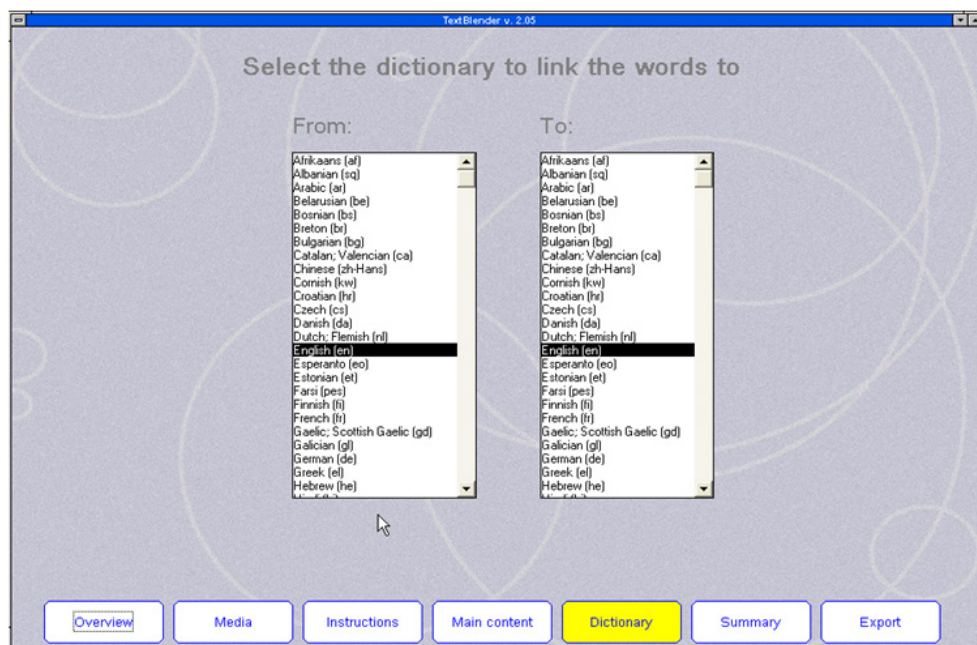 TextBlender v. 2.05
Select the dictionary to link the words to
From:
Afrikaans (af)
Albanian (sq)
Arabic (ar)
Belarusian (be)
Bosnian (bs)
Breton (br)
Bulgarian (bg)
Catalan; Valencian (ca)
Chinese (zh-Hans)
Cornish (kw)
Croatian (hr)
Czech (cs)
Danish (da)
Dutch; Flemish (nl)
English (en)
Esperanto (eo)
Estonian (et)
Farsi (pes)
Finnish (fi)
French (fr)
Gaelic; Scottish Gaelic (gd)
Galician (gl)
German (de)
Greek (el)
Hebrew (he)
To:
Afrikaans (af)
Albanian (sq)
Arabic (ar)
Belarusian (be)
Bosnian (bs)
Breton (br)
Bulgarian (bg)
Catalan; Valencian (ca)
Chinese (zh-Hans)
Cornish (kw)
Croatian (hr)
Czech (cs)
Danish (da)
Dutch; Flemish (nl)
English (en)
Esperanto (eo)
Estonian (et)
Farsi (pes)
Finnish (fi)
French (fr)
Gaelic; Scottish Gaelic (gd)
Galician (gl)
German (de)
Greek (el)
Hebrew (he)
Overview Media Instructions Main content Dictionary Summary Export